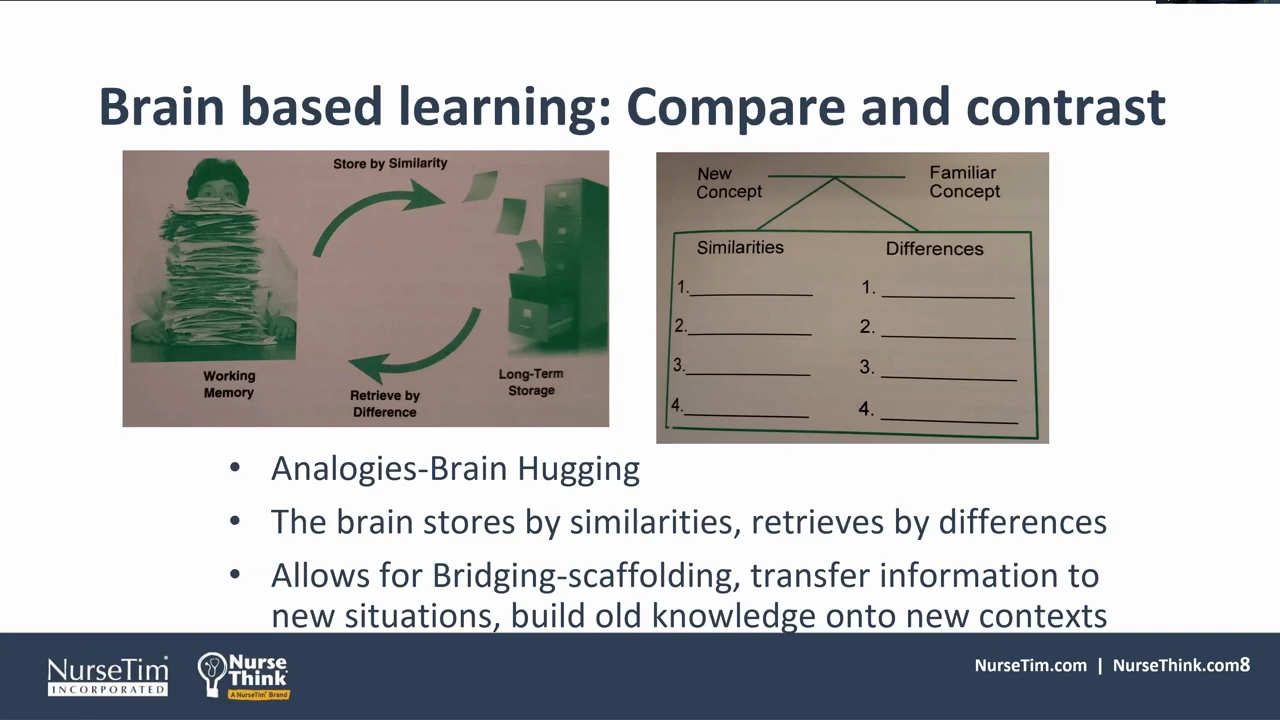 Brain based learning: Compare and contrast
Store by Similarity
Working
Memory
Retrieve by
Difference
Long-Term
Storage
New
Concept
Familiar
Concept
Similarities
Differences
1.
1.
2.
2.
3.
3.
4.
4.
• Analogies-Brain Hugging
• The brain stores by similarities, retrieves by differences
• Allows for Bridging-scaffolding, transfer information to
new situations, build old knowledge onto new contexts
NurseTim®
INCORPORATED
Nurse
Think®
A NurseTim® Brand
NurseTim.com | NurseThink.com8